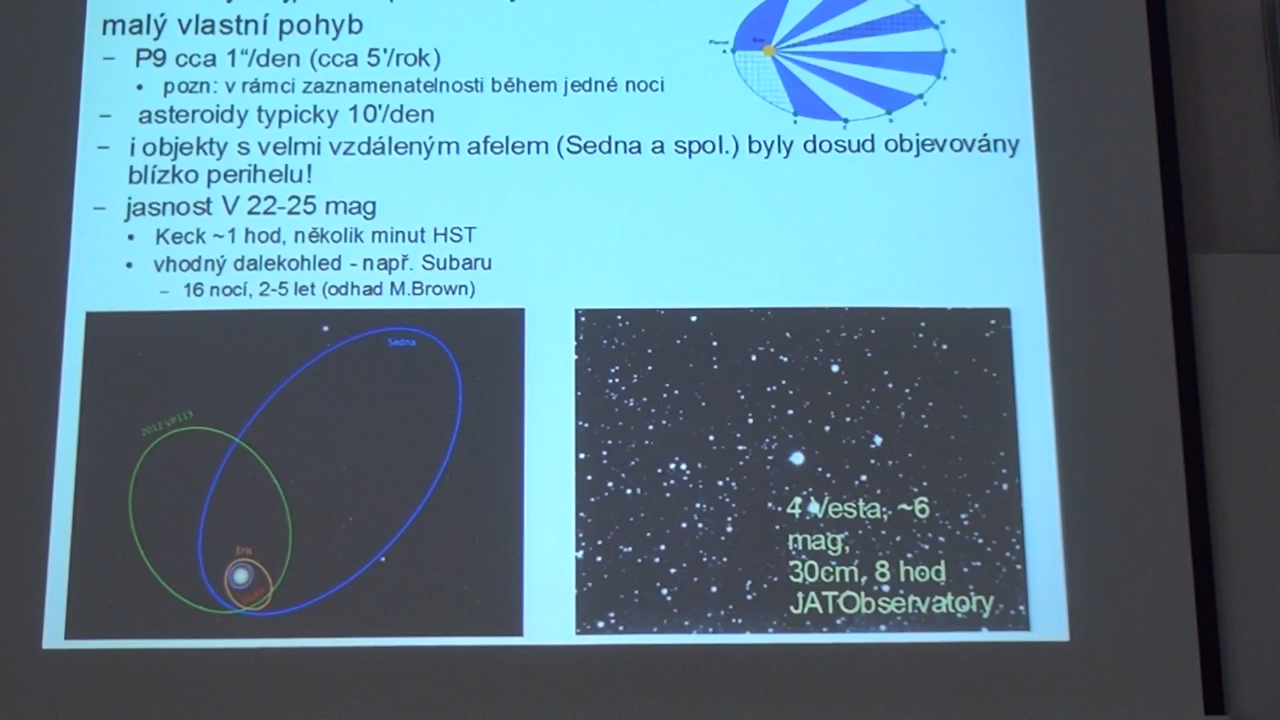 malý vlastní pohyb
– P9 cca 1“/den (cca 5'/rok)
• pozn: v rámci zaznamenatelnosti během jedné noci
– asteroidy typicky 10'/den
– i objekty s velmi vzdáleným afelem (Sedna a spol.) byly dosud objevovány
blízko perihelu!
– jasnost V 22-25 mag
• Keck ~1 hod, několik minut HST
• vhodný dalekohled - např. Subaru
– 16 nocí, 2-5 let (odhad M.Brown)
Planet
Sedna
2012 VP113
Eris
4 Vesta, ~6
mag,
30cm, 8 hod
JATObservatory